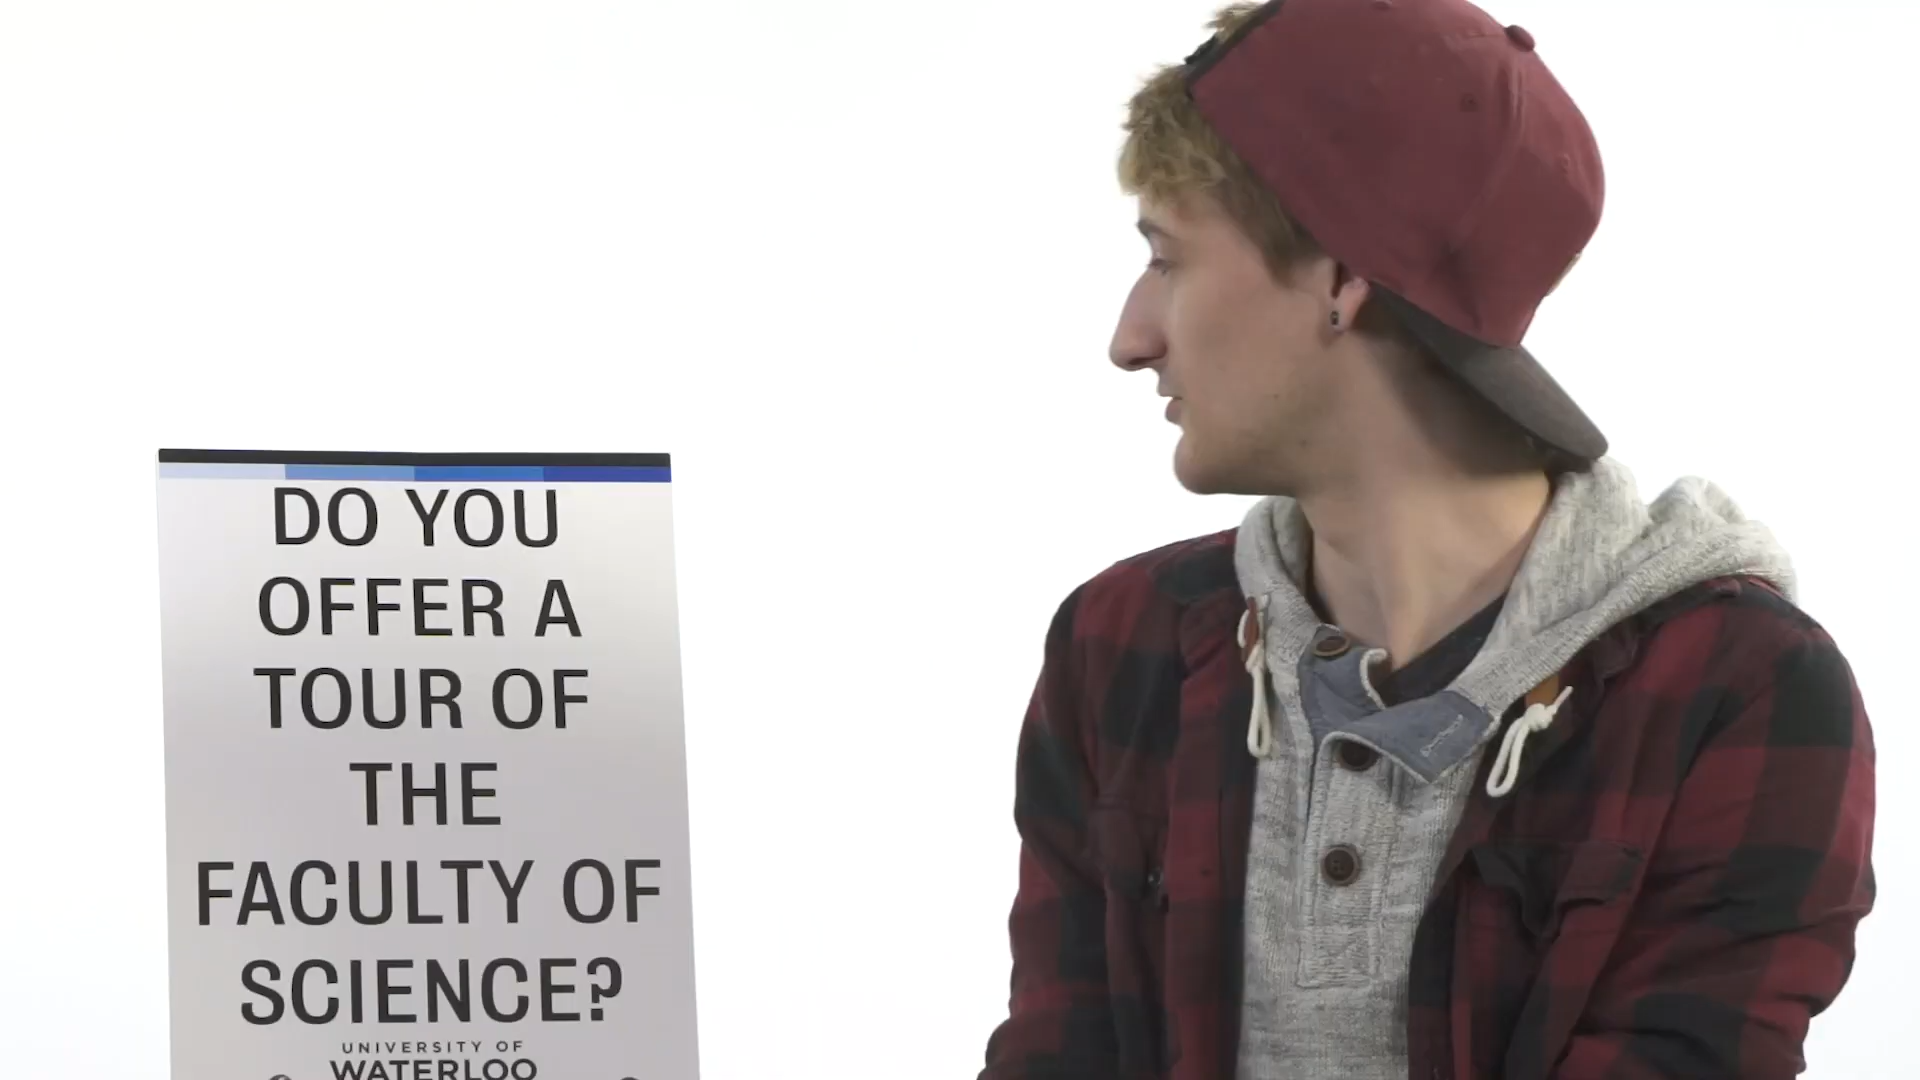 DO YOU
OFFER A
TOUR OF
THE
FACULTY OF
SCIENCE?
UNIVERSITY OF
WATERLOO